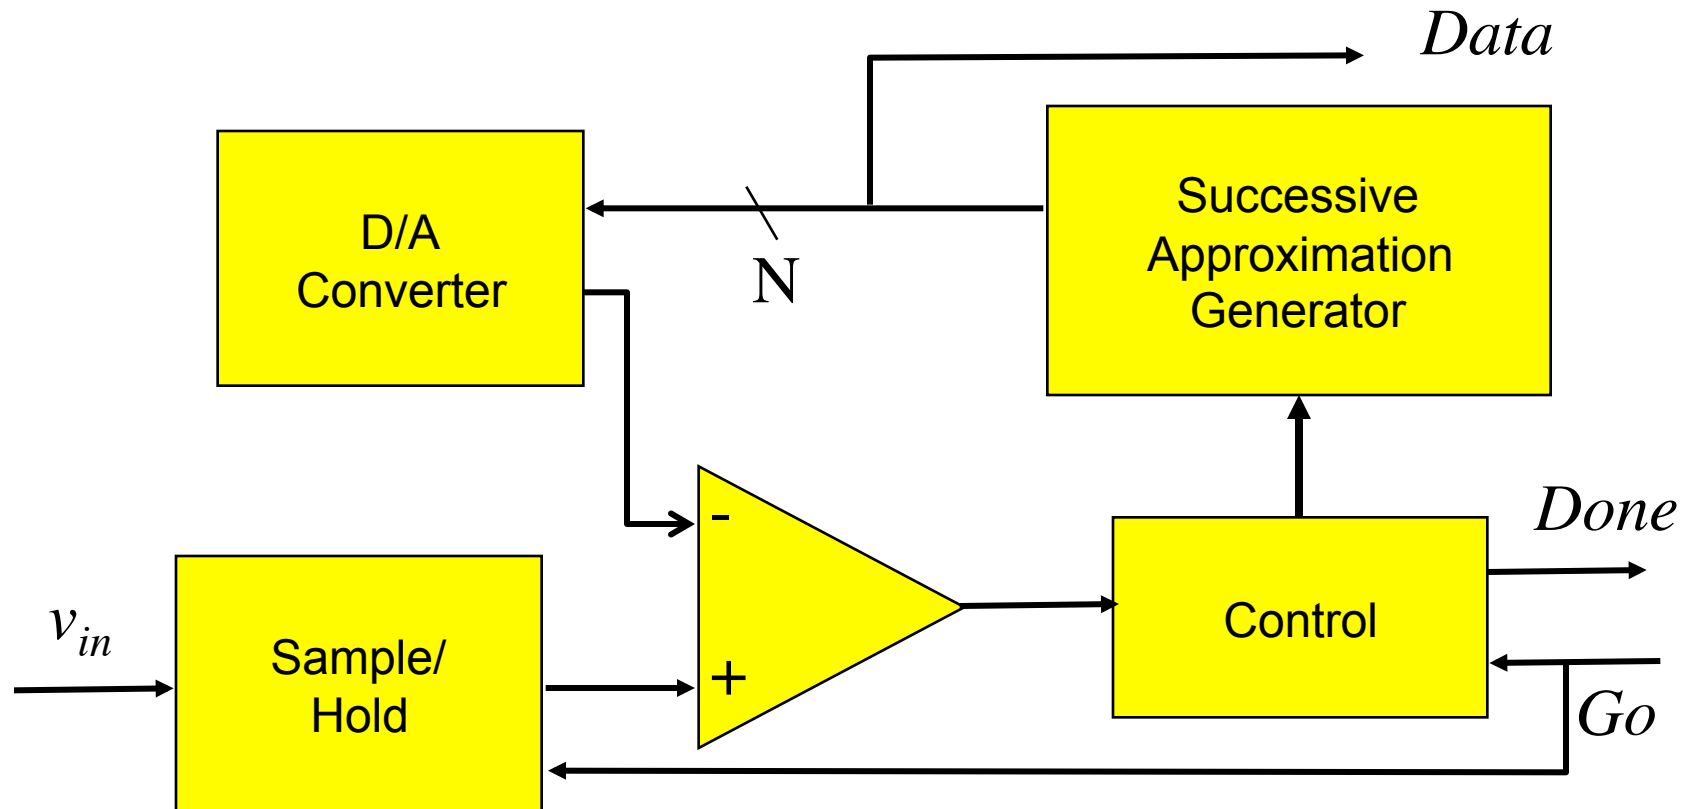 Data
D/A
Converter
N
Successive
Approximation
Generator
-
+
v_in
Sample/
Hold
Control
Done
Go